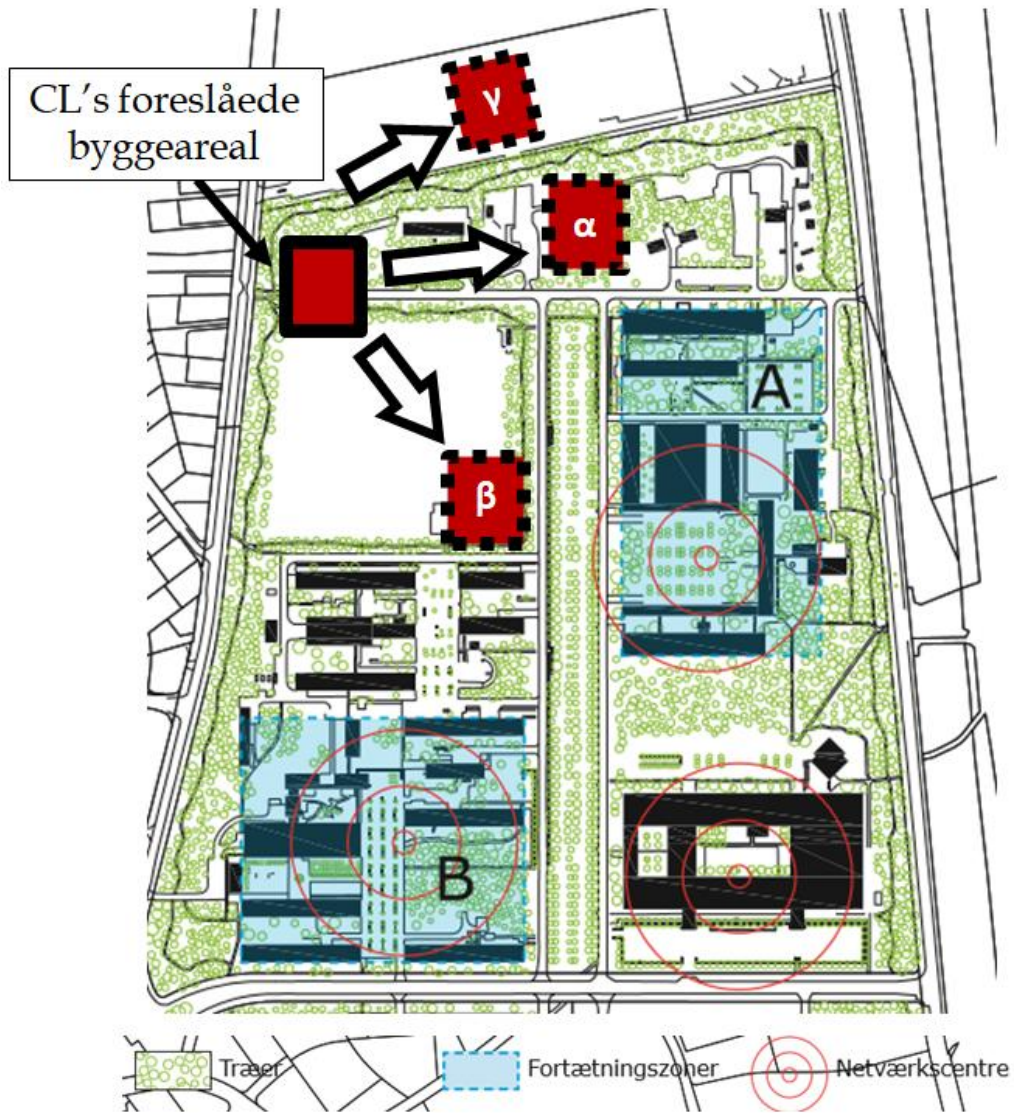 γ
CL's foreslåede
byggeareal
α
A
β
B
Træer
Fortætningszoner
Netværkscentre